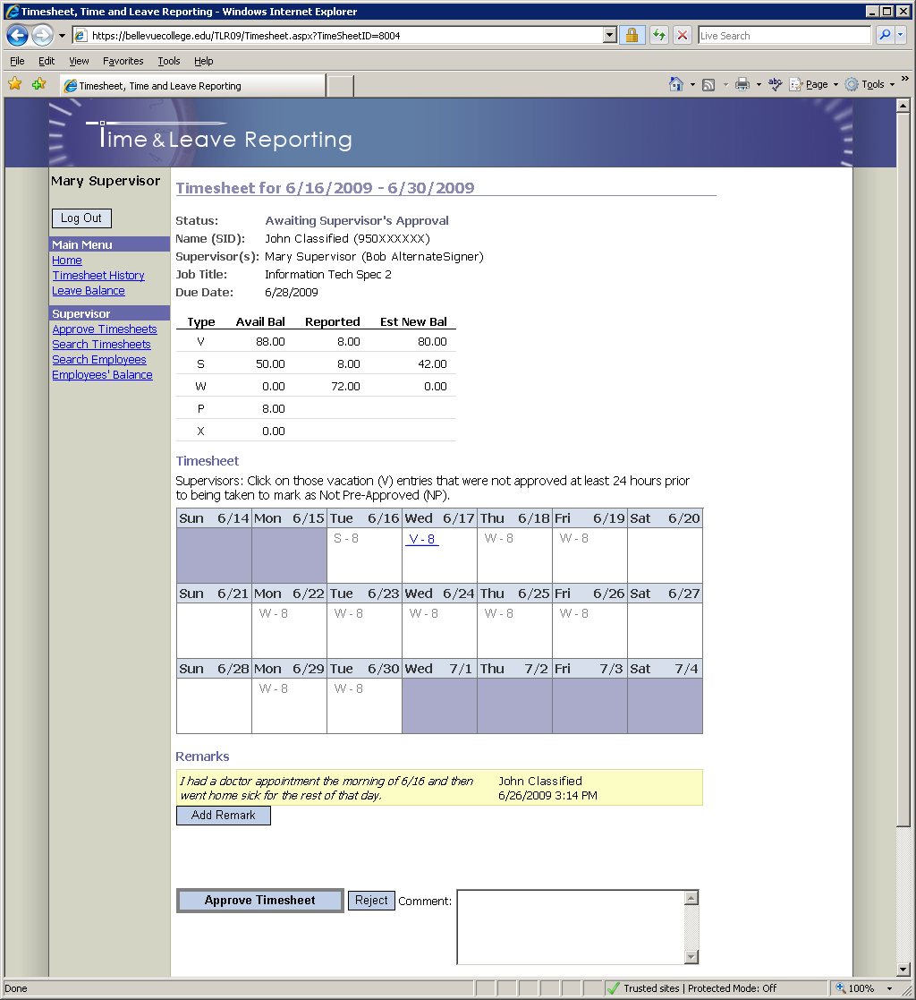 Timesheet, Time and Leave Reporting - Windows Internet Explorer
https://bellevuecollege.edu/TLR09/Timesheet.aspx?TimeSheetID=8004
Live Search
File Edit View Favorites Tools Help
Timesheet, Time and Leave Reporting
Page Tools »
Time & Leave Reporting
Mary Supervisor
Log Out
Main Menu
Home
Timesheet History
Leave Balance
Supervisor
Approve Timesheets
Search Timesheets
Search Employees
Employees' Balance
Timesheet for 6/16/2009 - 6/30/2009
Status: Awaiting Supervisor's Approval
Name (SID): John Classified (950XXXXXX)
Supervisor(s): Mary Supervisor (Bob AlternateSigner)
Job Title: Information Tech Spec 2
Due Date: 6/28/2009
Type Avail Bal Reported Est New Bal
V 88.00 8.00 80.00
S 50.00 8.00 42.00
W 0.00 72.00 0.00
P 8.00
X 0.00
Timesheet
Supervisors: Click on those vacation (V) entries that were not approved at least 24 hours prior
to being taken to mark as Not Pre-Approved (NP).
Sun 6/14 Mon 6/15 Tue 6/16 Wed 6/17 Thu 6/18 Fri 6/19 Sat 6/20
S - 8 V - 8 W - 8 W - 8
Sun 6/21 Mon 6/22 Tue 6/23 Wed 6/24 Thu 6/25 Fri 6/26 Sat 6/27
W - 8 W - 8 W - 8 W - 8 W - 8
Sun 6/28 Mon 6/29 Tue 6/30 Wed 7/1 Thu 7/2 Fri 7/3 Sat 7/4
W - 8 W - 8
Remarks
I had a doctor appointment the morning of 6/16 and then John Classified
went home sick for the rest of that day. 6/26/2009 3:14 PM
Add Remark
Approve Timesheet Reject Comment:
Done Trusted sites | Protected Mode: Off 100%